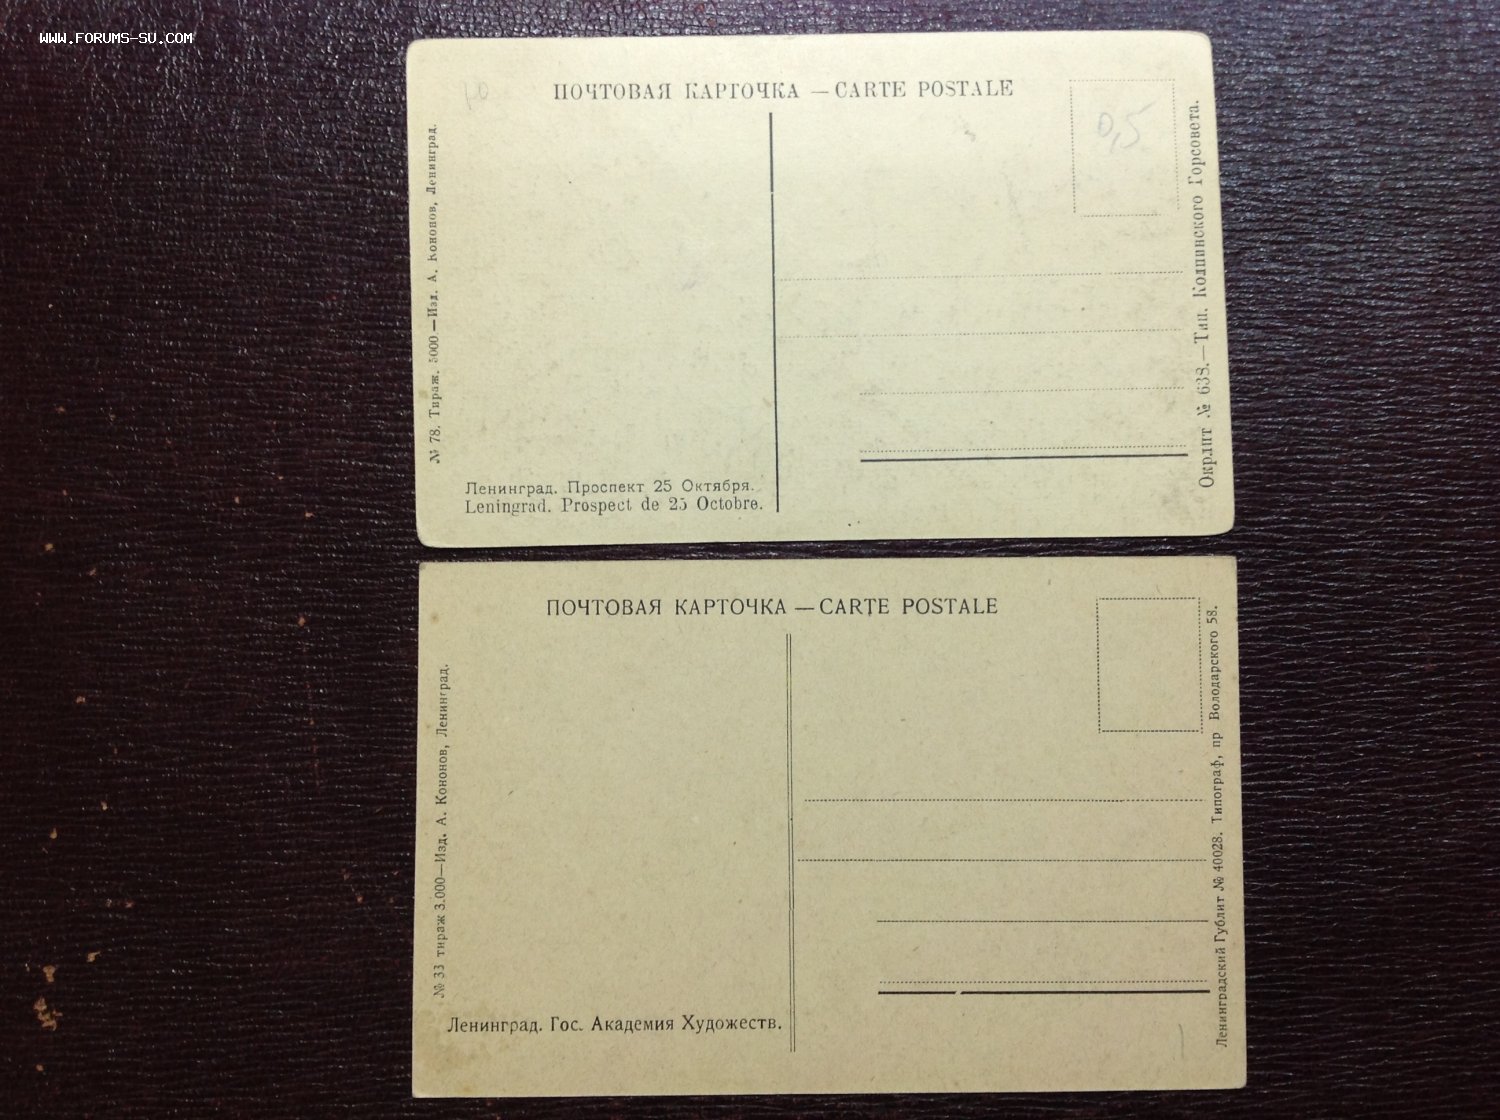 WWW.FORUMS-SU.COM
ПОЧТОВАЯ КАРТОЧКА — CARTE POSTALE
0,5
№ 78. Тираж. 5000 — Изд. А. Кононов, Ленинград.
Окрлит № 638. — Тип. Колпинского Горсовета.
Ленинград. Проспект 25 Октября.
Leningrad. Prospect de 25 Octobre.
ПОЧТОВАЯ КАРТОЧКА — CARTE POSTALE
№ 33 тираж 3.000—Изд. А. Кононов, Ленинград.
Ленинградский Гублит № 40028. Типограф, пр Володарского 58.
Ленинград. Гос. Академия Художеств.